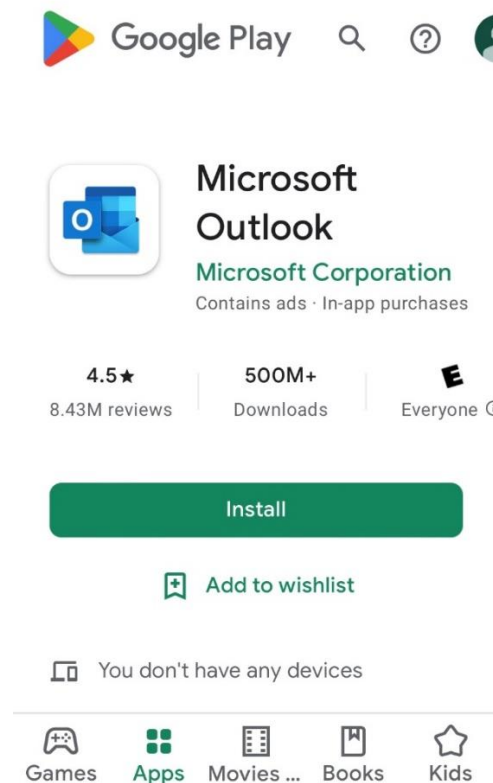 Google Play
Microsoft
Outlook
Microsoft Corporation
Contains ads · In-app purchases
4.5★
8.43M reviews
500M+
Downloads
E
Everyone
Install
Add to wishlist
You don't have any devices
Games
Apps
Movies ...
Books
Kids